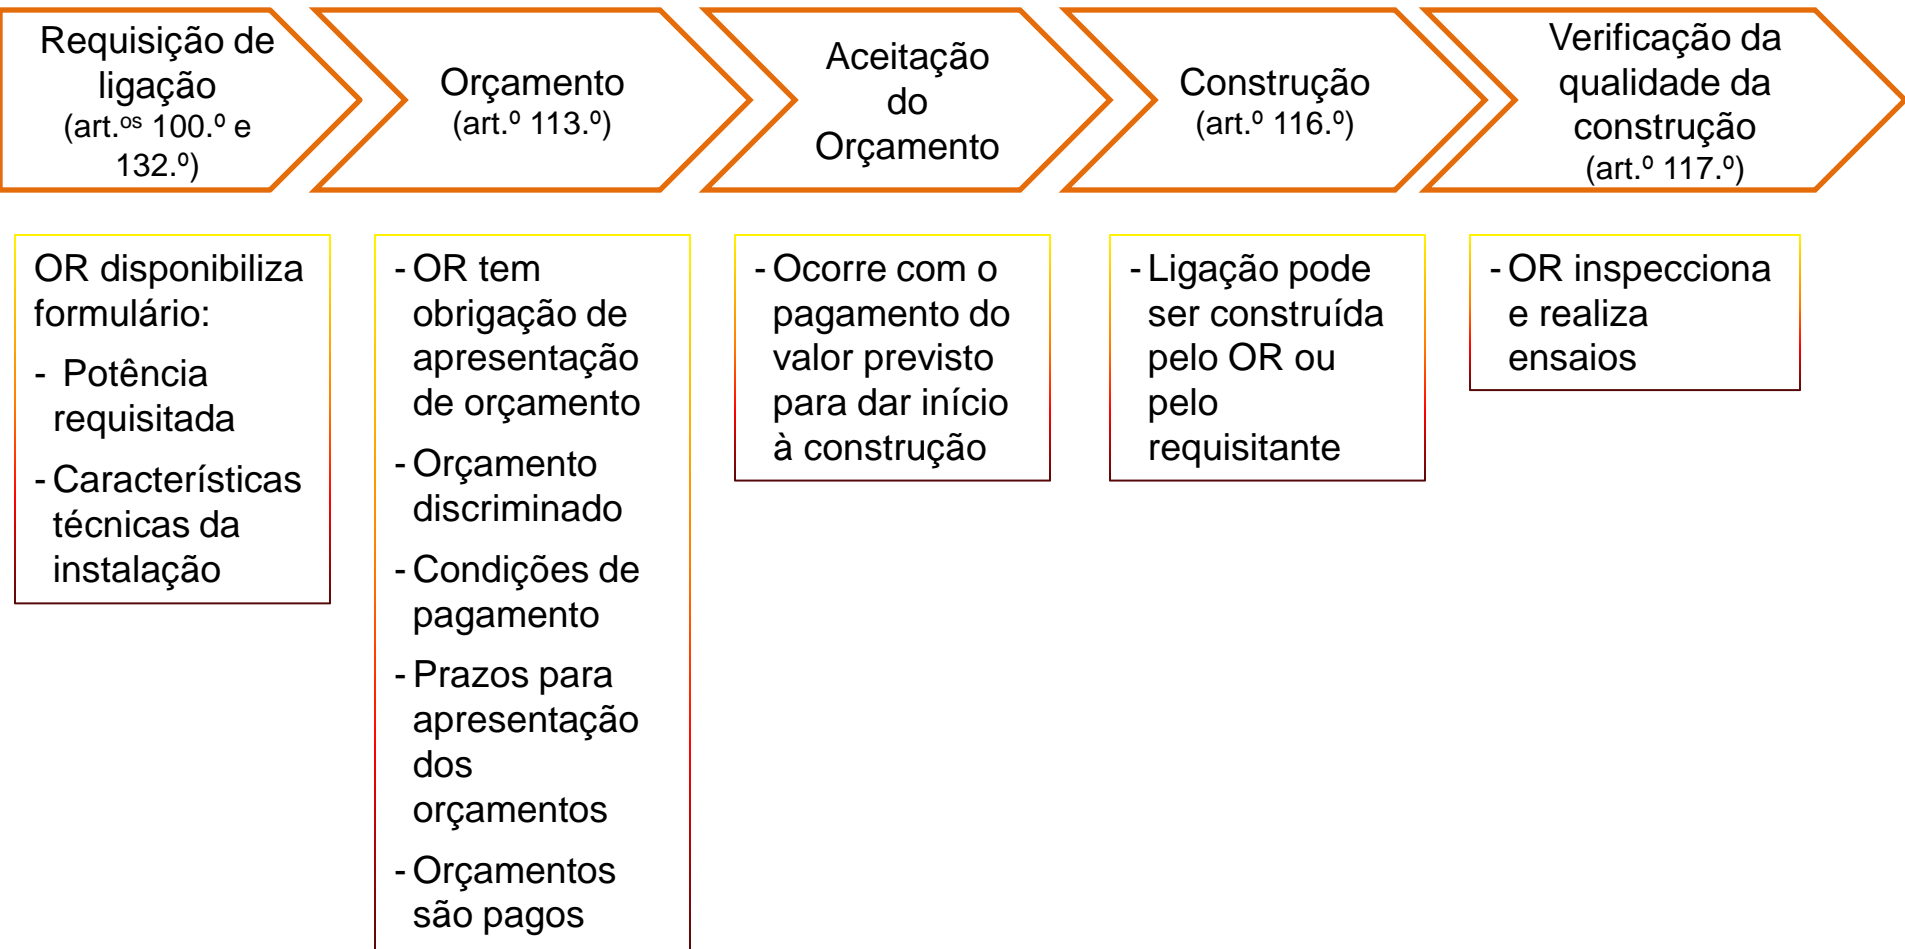 Requisição de
ligação
(art.ºˢ 100.º e
132.º)
Orçamento
(art.º 113.º)
Aceitação
do
Orçamento
Construção
(art.º 116.º)
Verificação da
qualidade da
construção
(art.º 117.º)
OR disponibiliza
formulário:
- Potência
requisitada
- Características
técnicas da
instalação
- OR tem
obrigação de
apresentação
de orçamento
- Orçamento
discriminado
- Condições de
pagamento
- Prazos para
apresentação
dos
orçamentos
- Orçamentos
são pagos
- Ocorre com o
pagamento do
valor previsto
para dar início
à construção
- Ligação pode
ser construída
pelo OR ou
pelo
requisitante
- OR inspecciona
e realiza
ensaios